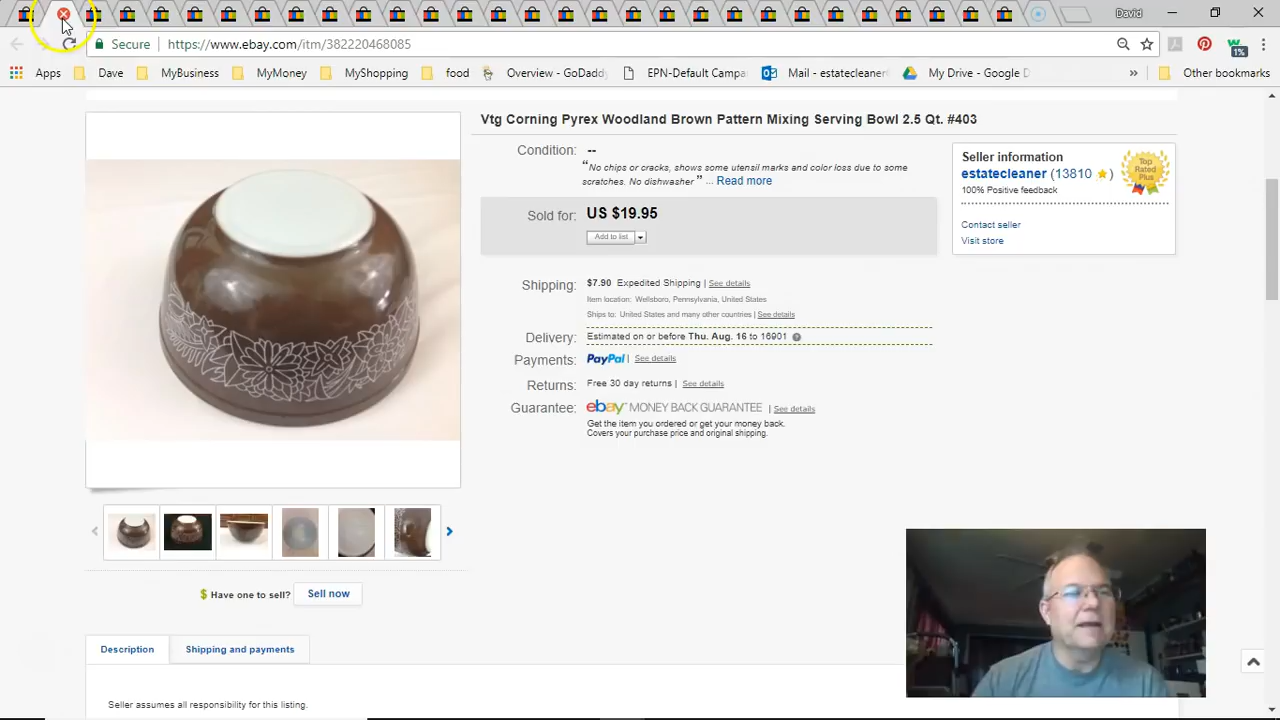 David
Secure
https://www.ebay.com/itm/382220468085
1%
Apps
Dave
MyBusiness
MyMoney
MyShopping
food
Overview - GoDaddy
EPN-Default Campa
Mail - estatecleaner
My Drive - Google D
»
Other bookmarks
Vtg Corning Pyrex Woodland Brown Pattern Mixing Serving Bowl 2.5 Qt. #403
Condition: --
“No chips or cracks, shows some utensil marks and color loss due to some
scratches. No dishwasher” ... Read more
Sold for: US $19.95
Add to list
Shipping: $7.90 Expedited Shipping | See details
Item location: Wellsboro, Pennsylvania, United States
Ships to: United States and many other countries | See details
Delivery: Estimated on or before Thu. Aug. 16 to 16901
Payments: PayPal | See details
Returns: Free 30 day returns | See details
Guarantee: ebay MONEY BACK GUARANTEE | See details
Get the item you ordered or get your money back.
Covers your purchase price and original shipping.
Seller information
estatecleaner (13810 )
100% Positive feedback
Contact seller
Visit store
Top
Rated
Plus
$ Have one to sell? Sell now
Description
Shipping and payments
Seller assumes all responsibility for this listing.